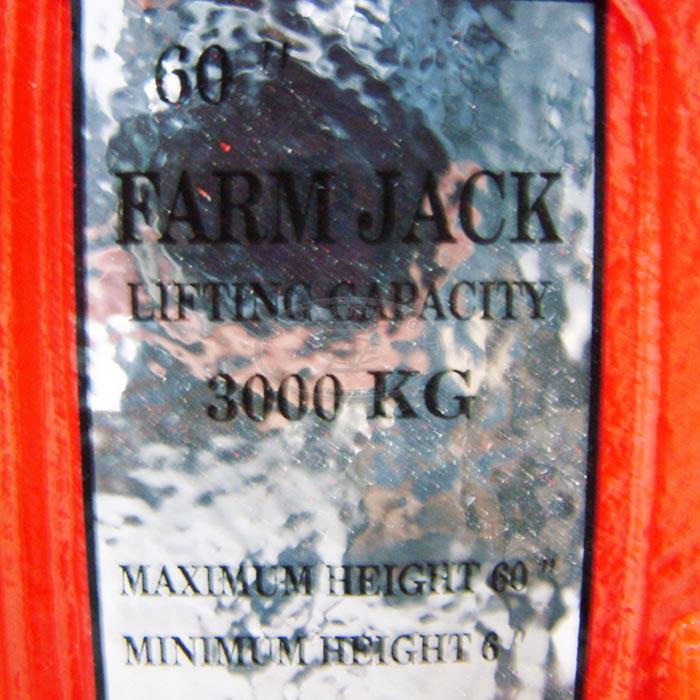 60 "
FARM JACK
LIFTING CAPACITY
3000 KG
MAXIMUM HEIGHT 60 "
MINIMUM HEIGHT 6 "